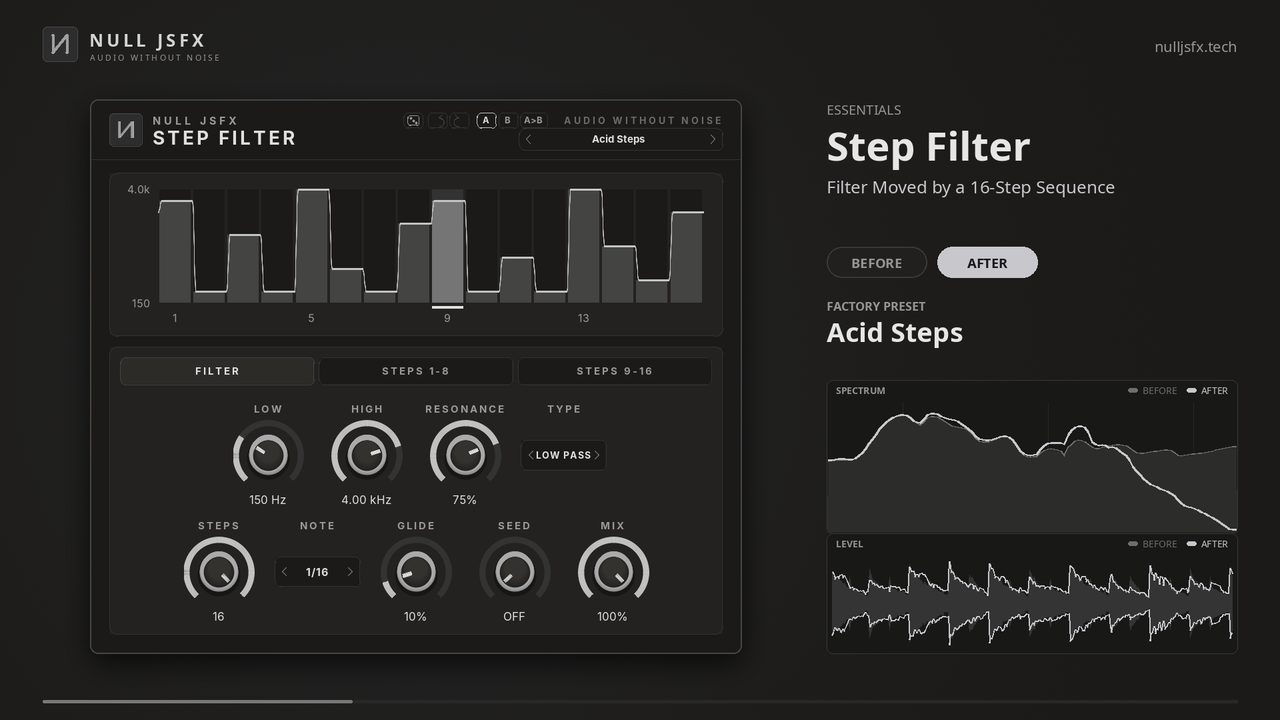 NULL JSFX
AUDIO WITHOUT NOISE
nulljsfx.tech
NULL JSFX
STEP FILTER
A B A>B
AUDIO WITHOUT NOISE
Acid Steps
4.0k
150
1 5 9 13
FILTER STEPS 1-8 STEPS 9-16
LOW HIGH RESONANCE TYPE
LOW PASS
150 Hz 4.00 kHz 75%
STEPS NOTE GLIDE SEED MIX
1/16
16 10% OFF 100%
ESSENTIALS
Step Filter
Filter Moved by a 16-Step Sequence
BEFORE AFTER
FACTORY PRESET
Acid Steps
SPECTRUM BEFORE AFTER
LEVEL BEFORE AFTER